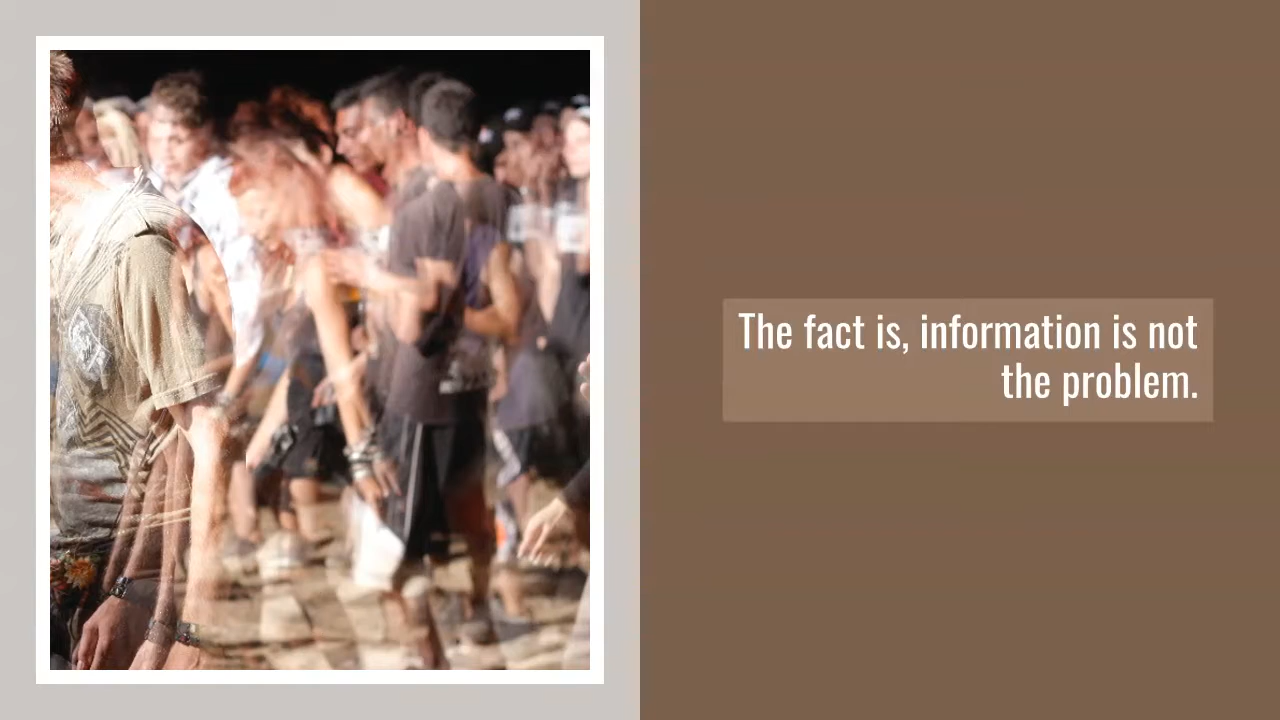 The fact is, information is not
the problem.